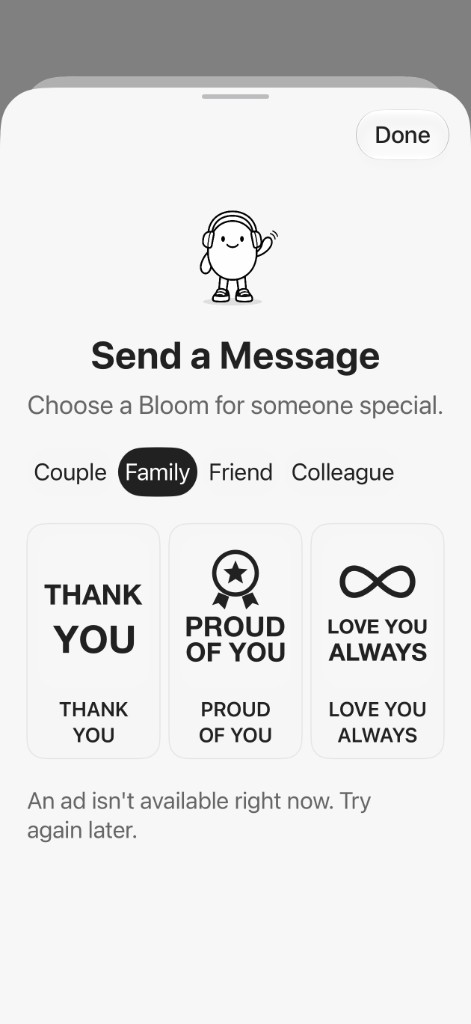 Done
Send a Message
Choose a Bloom for someone special.
Couple Family Friend Colleague
THANK
YOU
THANK
YOU
PROUD
OF YOU
PROUD
OF YOU
LOVE YOU
ALWAYS
LOVE YOU
ALWAYS
An ad isn't available right now. Try
again later.